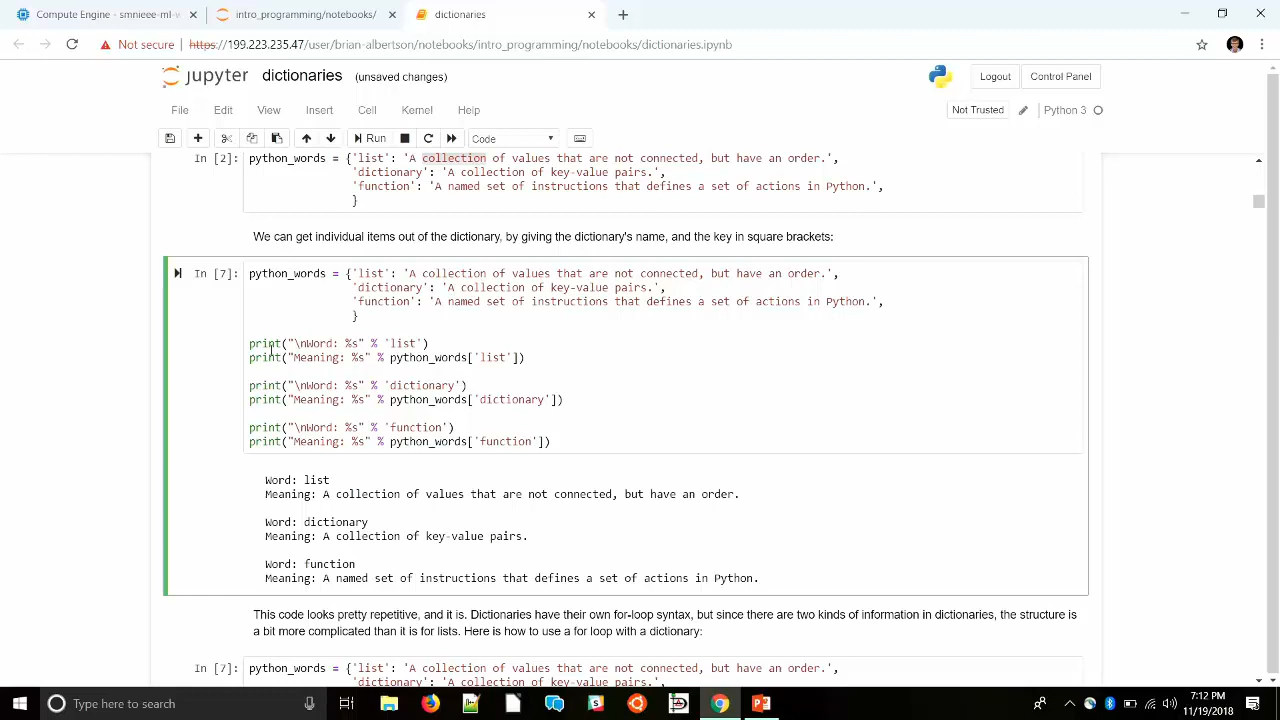 Compute Engine - smnieee-ml-w
intro_programming/notebooks/
dictionaries
Not secure
https://199.223.235.47/user/brian-albertson/notebooks/intro_programming/notebooks/dictionaries.ipynb
jupyter dictionaries (unsaved changes)
Logout
Control Panel
File Edit View Insert Cell Kernel Help
Not Trusted
Python 3
Run
Code
In [2]: python_words = {'list': 'A collection of values that are not connected, but have an order.',
'dictionary': 'A collection of key-value pairs.',
'function': 'A named set of instructions that defines a set of actions in Python.',
}
We can get individual items out of the dictionary, by giving the dictionary's name, and the key in square brackets:
In [7]: python_words = {'list': 'A collection of values that are not connected, but have an order.',
'dictionary': 'A collection of key-value pairs.',
'function': 'A named set of instructions that defines a set of actions in Python.',
}
print("\nWord: %s" % 'list')
print("Meaning: %s" % python_words['list'])
print("\nWord: %s" % 'dictionary')
print("Meaning: %s" % python_words['dictionary'])
print("\nWord: %s" % 'function')
print("Meaning: %s" % python_words['function'])
Word: list
Meaning: A collection of values that are not connected, but have an order.
Word: dictionary
Meaning: A collection of key-value pairs.
Word: function
Meaning: A named set of instructions that defines a set of actions in Python.
This code looks pretty repetitive, and it is. Dictionaries have their own for-loop syntax, but since there are two kinds of information in dictionaries, the structure is
a bit more complicated than it is for lists. Here is how to use a for loop with a dictionary:
In [7]: python_words = {'list': 'A collection of values that are not connected, but have an order.',
'dictionary': 'A collection of key-value pairs.',
Type here to search
7:12 PM
11/19/2018